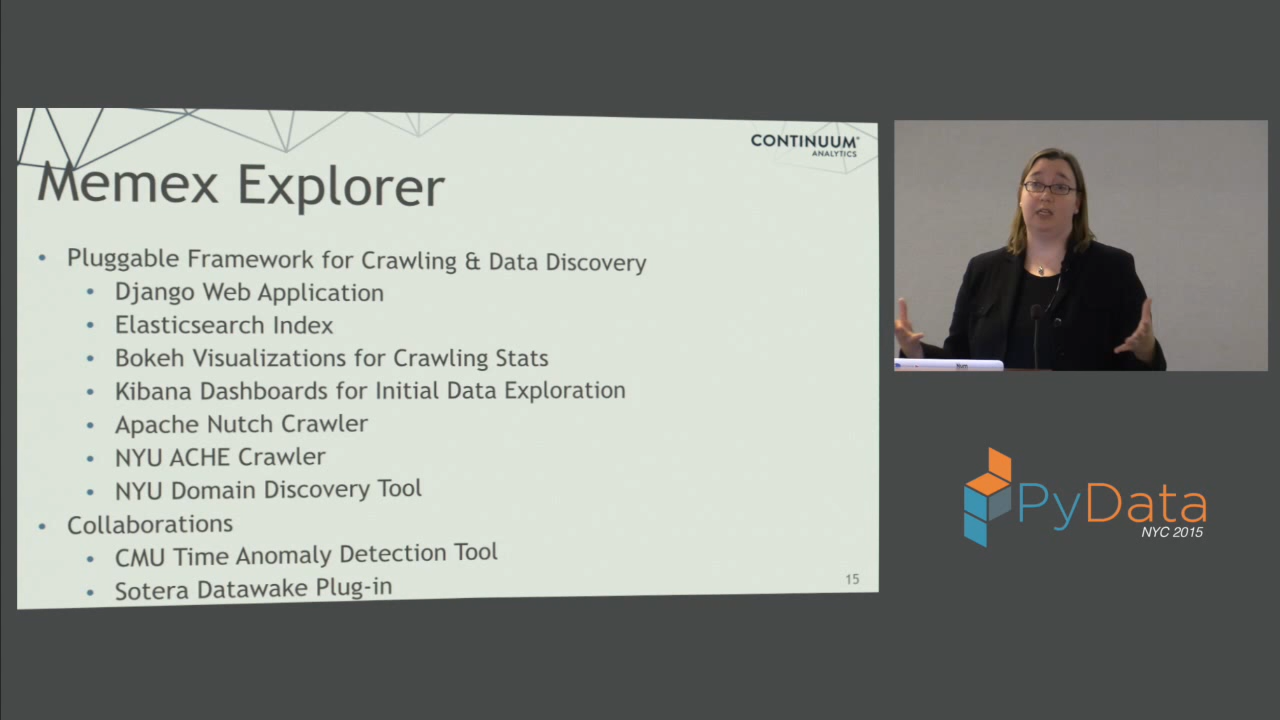 CONTINUUM
ANALYTICS
Memex Explorer
• Pluggable Framework for Crawling & Data Discovery
• Django Web Application
• Elasticsearch Index
• Bokeh Visualizations for Crawling Stats
• Kibana Dashboards for Initial Data Exploration
• Apache Nutch Crawler
• NYU ACHE Crawler
• NYU Domain Discovery Tool
• Collaborations
• CMU Time Anomaly Detection Tool
• Sotera Datawake Plug-in
15
PyData
NYC 2015